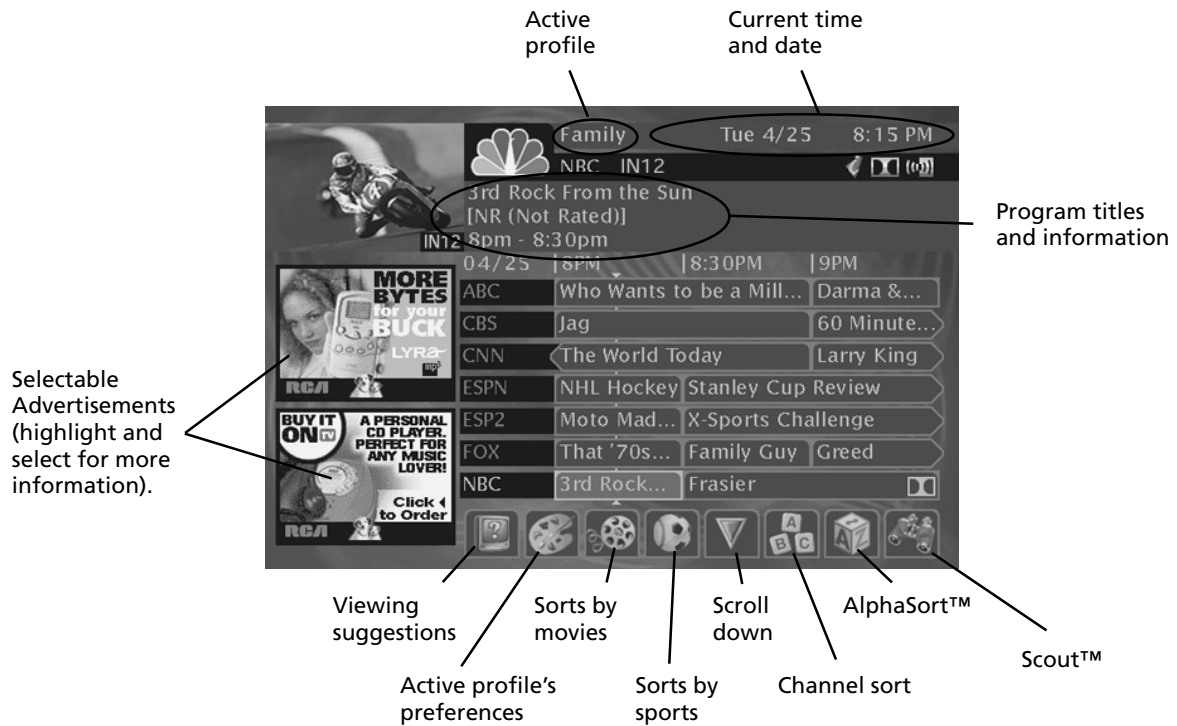 Active
profile
Current time
and date
Family
Tue 4/25
8:15 PM
NBC IN12
3rd Rock From the Sun
[NR (Not Rated)]
8pm - 8:30pm
IN12
Program titles
and information
04/25 8PM 8:30PM 9PM
ABC Who Wants to be a Mill... Darma &...
CBS Jag 60 Minute...
CNN The World Today Larry King
ESPN NHL Hockey Stanley Cup Review
ESP2 Moto Mad... X-Sports Challenge
FOX That '70s... Family Guy Greed
NBC 3rd Rock... Frasier
MORE
BYTES
for your
BUCK
LYRA
mp3
RCA
Selectable
Advertisements
(highlight and
select for more
information).
BUY IT
ON TV
A PERSONAL
CD PLAYER.
PERFECT FOR
ANY MUSIC
LOVER!
Click
to Order
RCA
?
A
B C
A Z
Viewing
suggestions
Sorts by
movies
Scroll
down
AlphaSort™
Scout™
Active profile's
preferences
Sorts by
sports
Channel sort